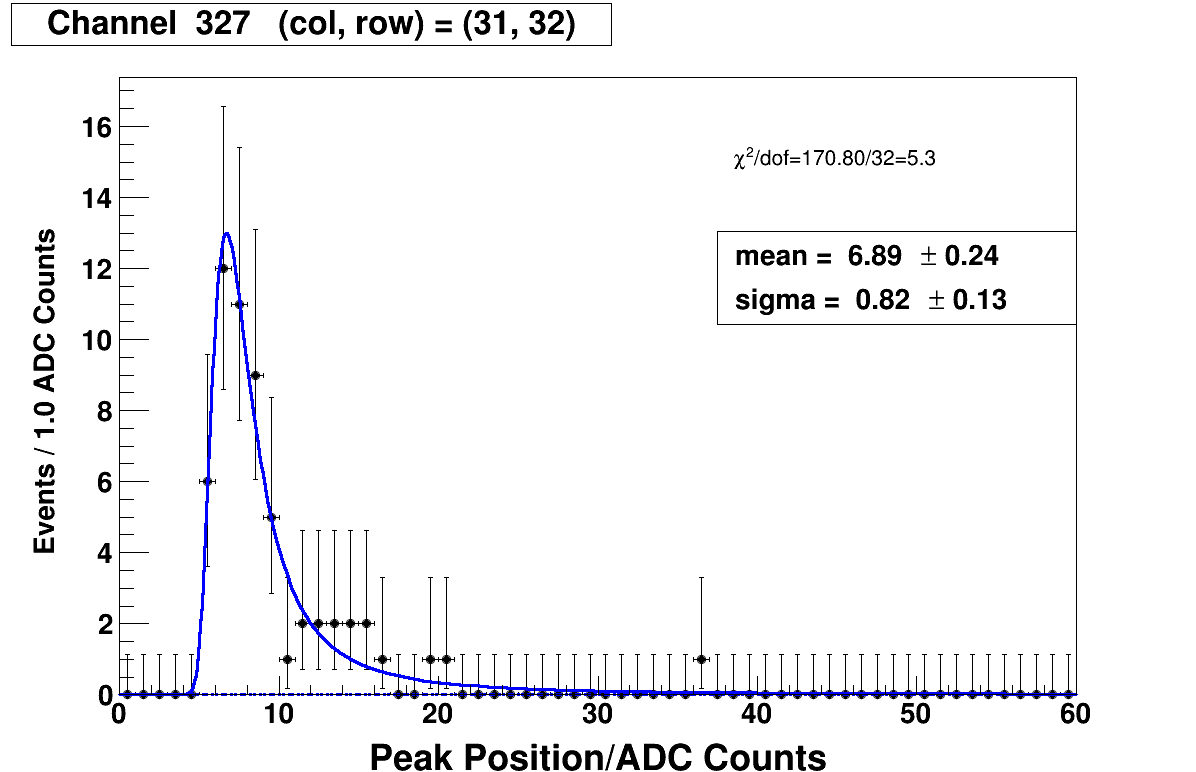 Channel 327 (col, row) = (31, 32)
χ²/dof=170.80/32=5.3
mean = 6.89 ± 0.24
sigma = 0.82 ± 0.13
Events / 1.0 ADC Counts
16
14
12
10
8
6
4
2
0
0 10 20 30 40 50 60
Peak Position/ADC Counts